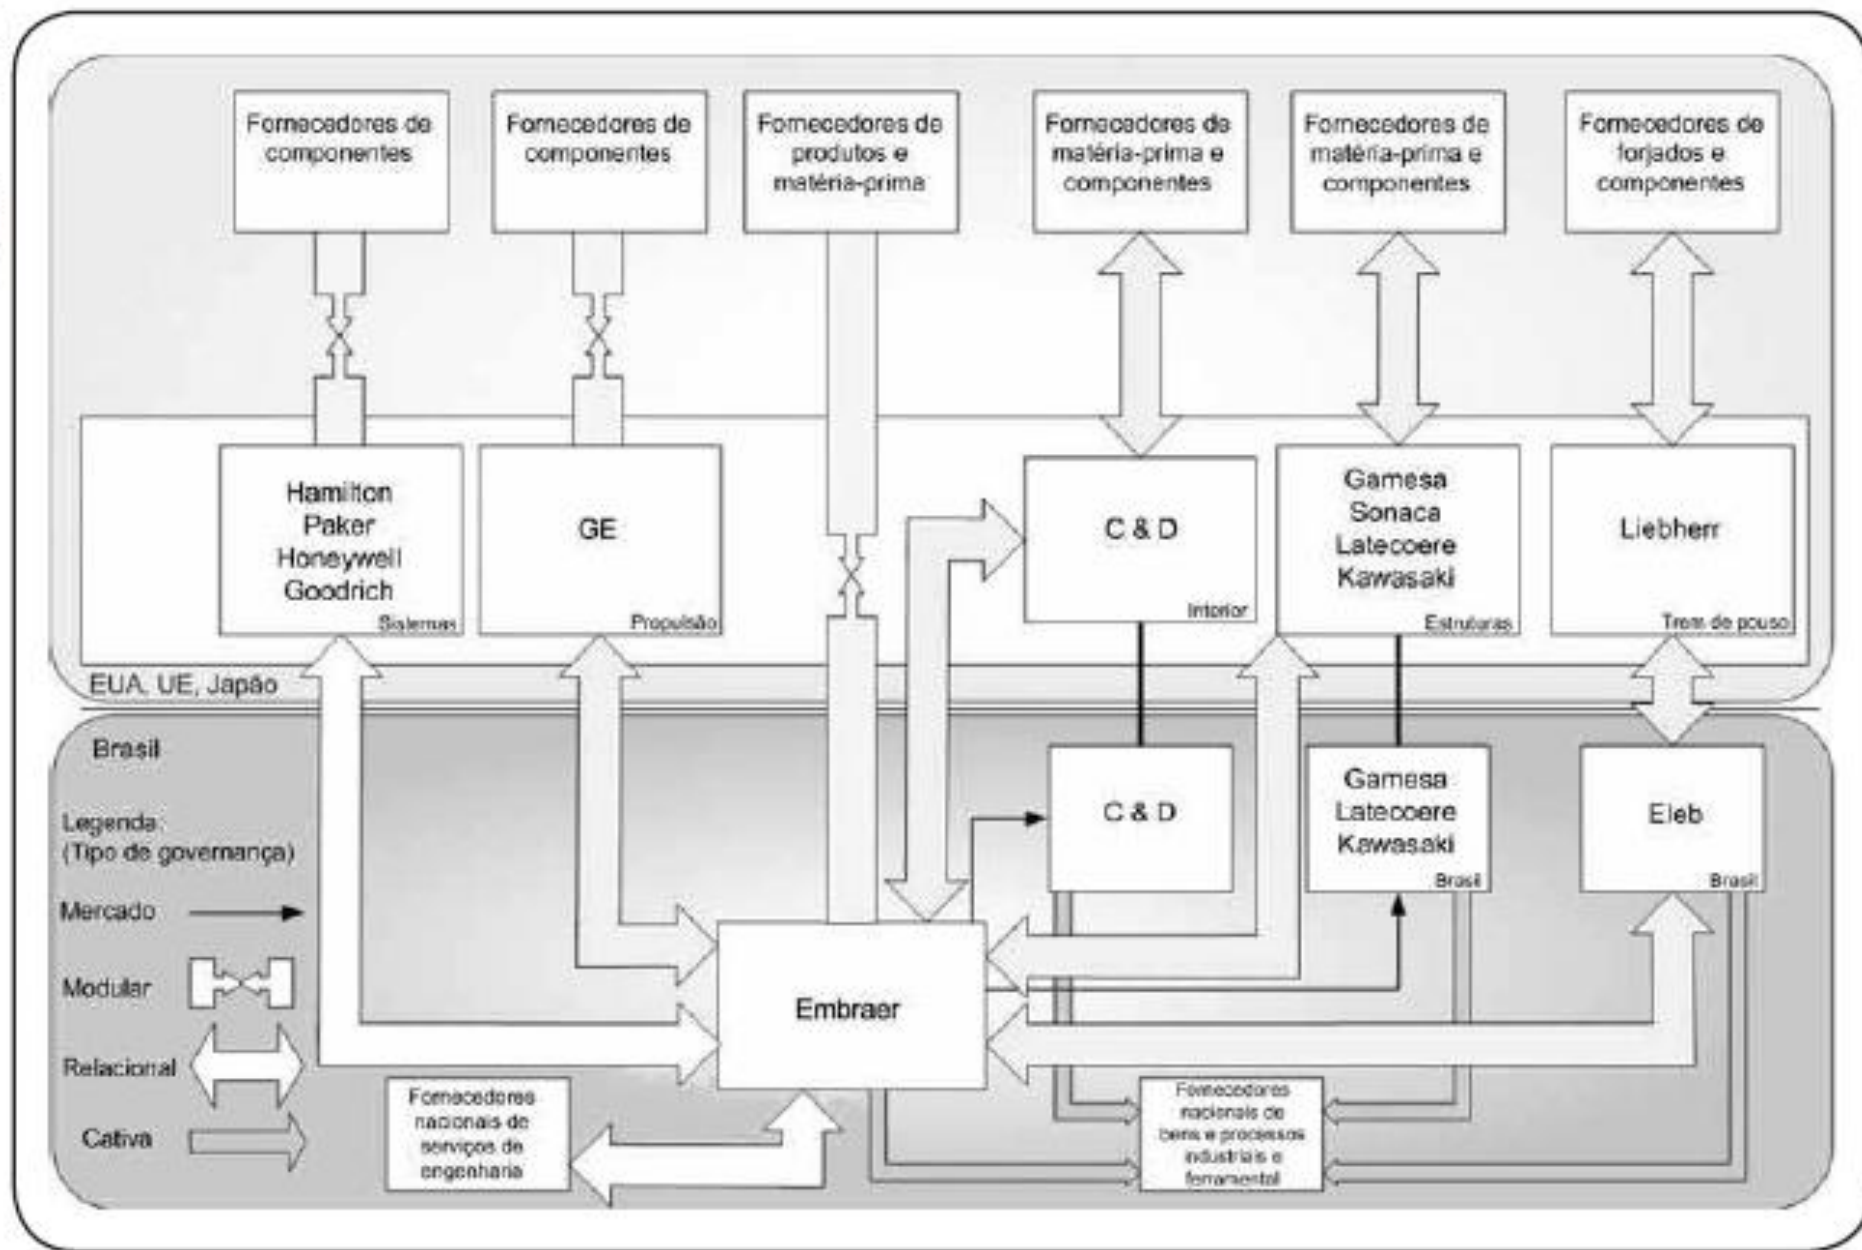 Fornecedores de
componentes
Fornecedores de
componentes
Fornecedores de
produtos e
matéria-prima
Fornecedores de
matéria-prima e
componentes
Fornecedores de
matéria-prima e
componentes
Fornecedores de
forjados e
componentes
Hamilton
Paker
Honeywell
Goodrich
Sistemas
GE
Propulsão
C & D
Interior
Gamesa
Sonaca
Latecoere
Kawasaki
Estruturas
Liebherr
Trem de pouso
EUA, UE, Japão
Brasil
C & D
Gamesa
Latecoere
Kawasaki
Brasil
Eleb
Brasil
Legenda:
(Tipo de governança)
Mercado
Modular
Relacional
Cativa
Embraer
Fornecedores
nacionais de
serviços de
engenharia
Fornecedores
nacionais de
bens e processos
industriais e
ferramental